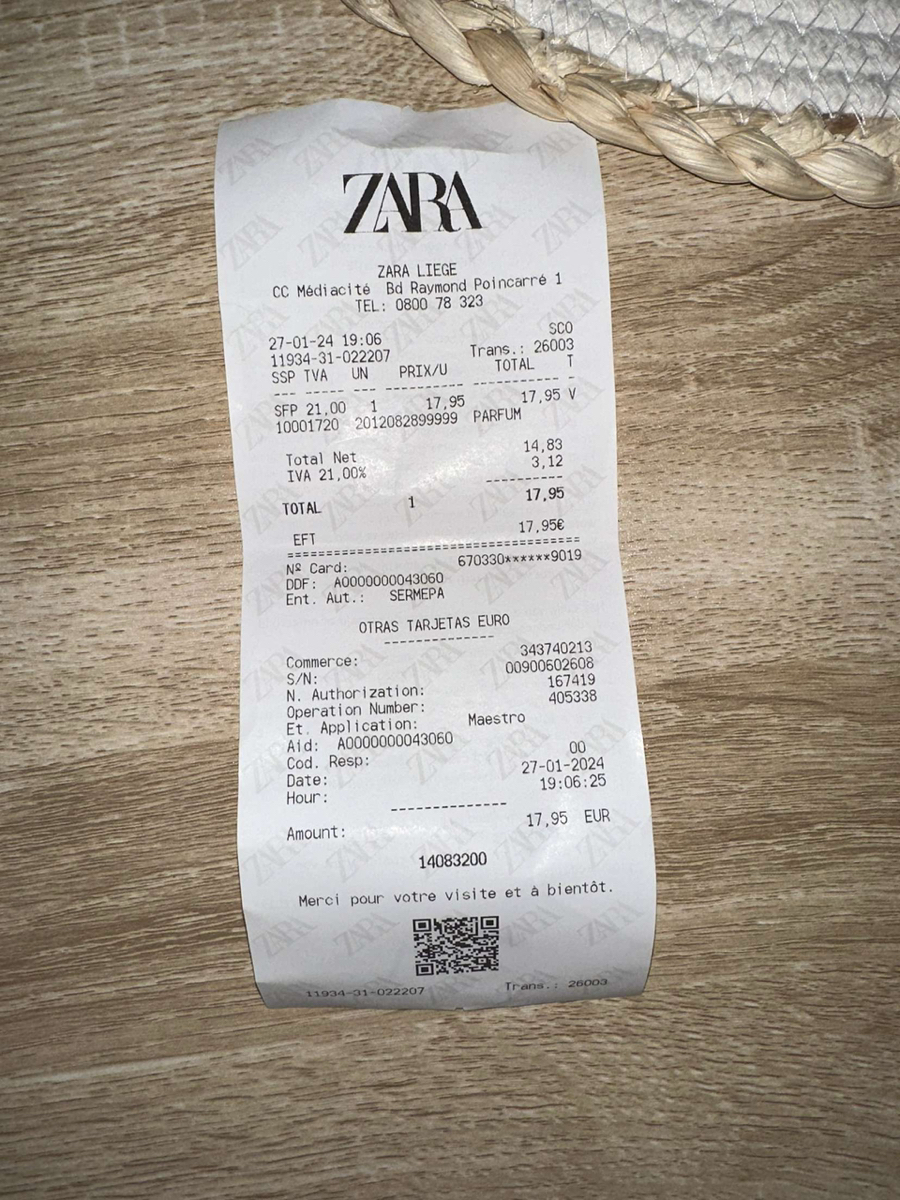 ZARA
ZARA LIEGE
CC Médiacité Bd Raymond Poincarré 1
TEL: 0800 78 323
27-01-24 19:06 SCO
11934-31-022207 Trans.: 26003
SSP TVA UN PRIX/U TOTAL T
SFP 21,00 1 17,95 17,95 V
10001720 2012082899999 PARFUM
Total Net 14,83
IVA 21,00% 3,12
TOTAL 1 17,95
EFT 17,95€
Nº Card: 670330******9019
DDF: A0000000043060
Ent. Aut.: SERMEPA
OTRAS TARJETAS EURO
Commerce: 343740213
S/N: 00900602608
N. Authorization: 167419
Operation Number: 405338
Et. Application: Maestro
Aid: A0000000043060
Cod. Resp: 00
Date: 27-01-2024
Hour: 19:06:25
Amount: 17,95 EUR
14083200
Merci pour votre visite et à bientôt.
11934-31-022207 Trans.: 26003